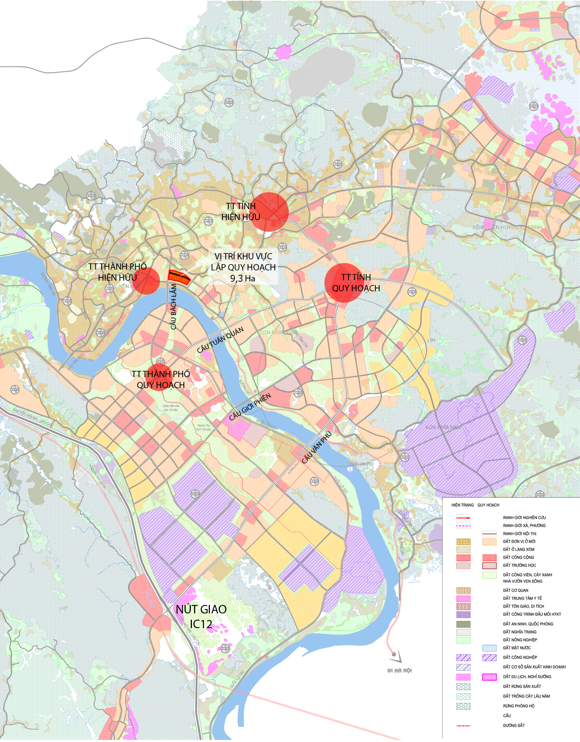 TT TỈNH
HIỆN HỮU
VỊ TRÍ KHU VỰC
LẬP QUY HOẠCH
9,3 Ha
TT THÀNH PHỐ
HIỆN HỮU
TT TỈNH
QUY HOẠCH
CẦU BÁCH LẪM
CẦU TUẦN QUÁN
TT THÀNH PHỐ
QUY HOẠCH
CẦU GIỚI PHIÊN
CẦU VĂN PHÚ
NÚT GIAO
IC12
ĐI HÀ NỘI
HIỆN TRẠNG QUY HOẠCH
RANH GIỚI NGHIÊN CỨU
RANH GIỚI XÃ, PHƯỜNG
RANH GIỚI NỘI THỊ
ĐẤT ĐƠN VỊ Ở MỚI
ĐẤT Ở LÀNG XÓM
ĐẤT CÔNG CỘNG
ĐẤT TRƯỜNG HỌC
ĐẤT CÔNG VIÊN, CÂY XANH
NHÀ VƯỜN VEN SÔNG
ĐẤT CƠ QUAN
ĐẤT TRUNG TÂM Y TẾ
ĐẤT TÔN GIÁO, DI TÍCH
ĐẤT CÔNG TRÌNH ĐẦU MỐI HTKT
ĐẤT AN NINH, QUỐC PHÒNG
ĐẤT NGHĨA TRANG
ĐẤT NÔNG NGHIỆP
ĐẤT MẶT NƯỚC
ĐẤT CÔNG NGHIỆP
ĐẤT CƠ SỞ SẢN XUẤT KINH DOANH
ĐẤT DU LỊCH, NGHỈ DƯỠNG
ĐẤT RỪNG SẢN XUẤT
ĐẤT TRỒNG CÂY LÂU NĂM
RỪNG PHÒNG HỘ
CẦU
ĐƯỜNG SẮT